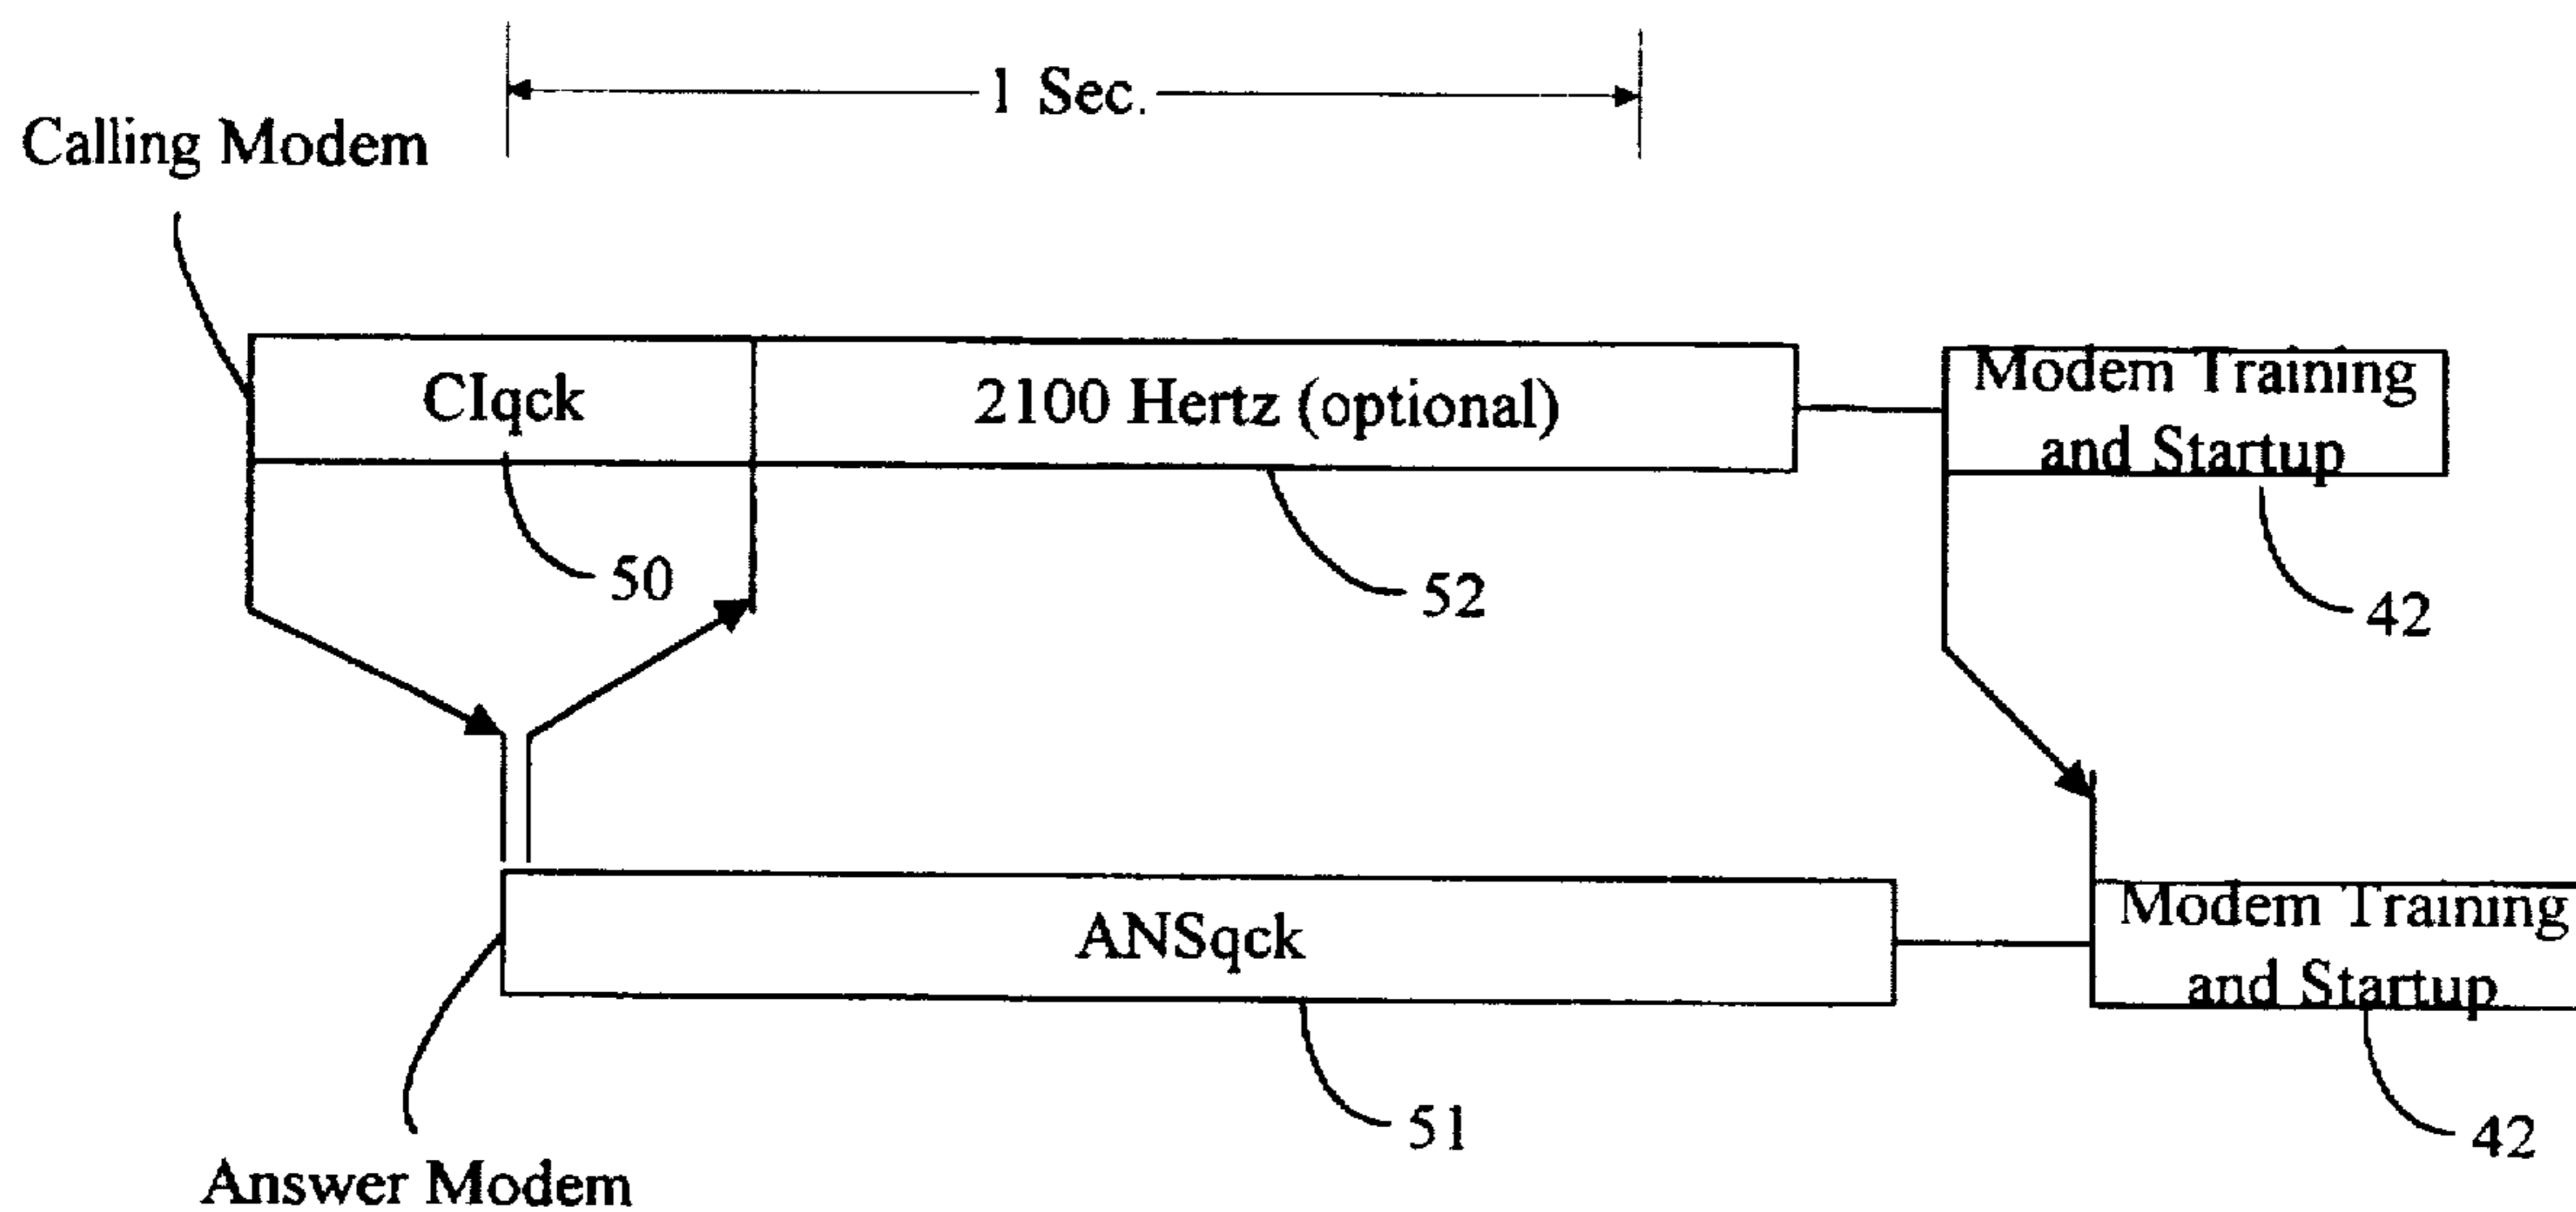 1 Sec.
Calling Modem
CIqck
2100 Hertz (optional)
Modem Training
and Startup
50
52
42
ANSqck
Modem Training
and Startup
51
42
Answer Modem